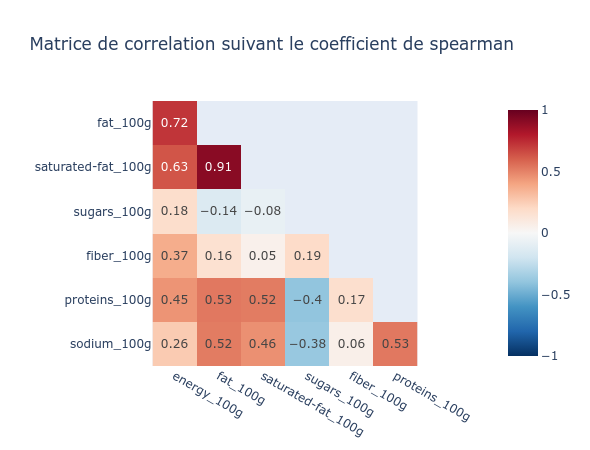 Matrice de correlation suivant le coefficient de spearman
fat_100g 0.72
saturated-fat_100g 0.63 0.91
sugars_100g 0.18 −0.14 −0.08
fiber_100g 0.37 0.16 0.05 0.19
proteins_100g 0.45 0.53 0.52 −0.4 0.17
sodium_100g 0.26 0.52 0.46 −0.38 0.06 0.53
energy_100g fat_100g saturated-fat_100g sugars_100g fiber_100g proteins_100g
1
0.5
0
−0.5
−1